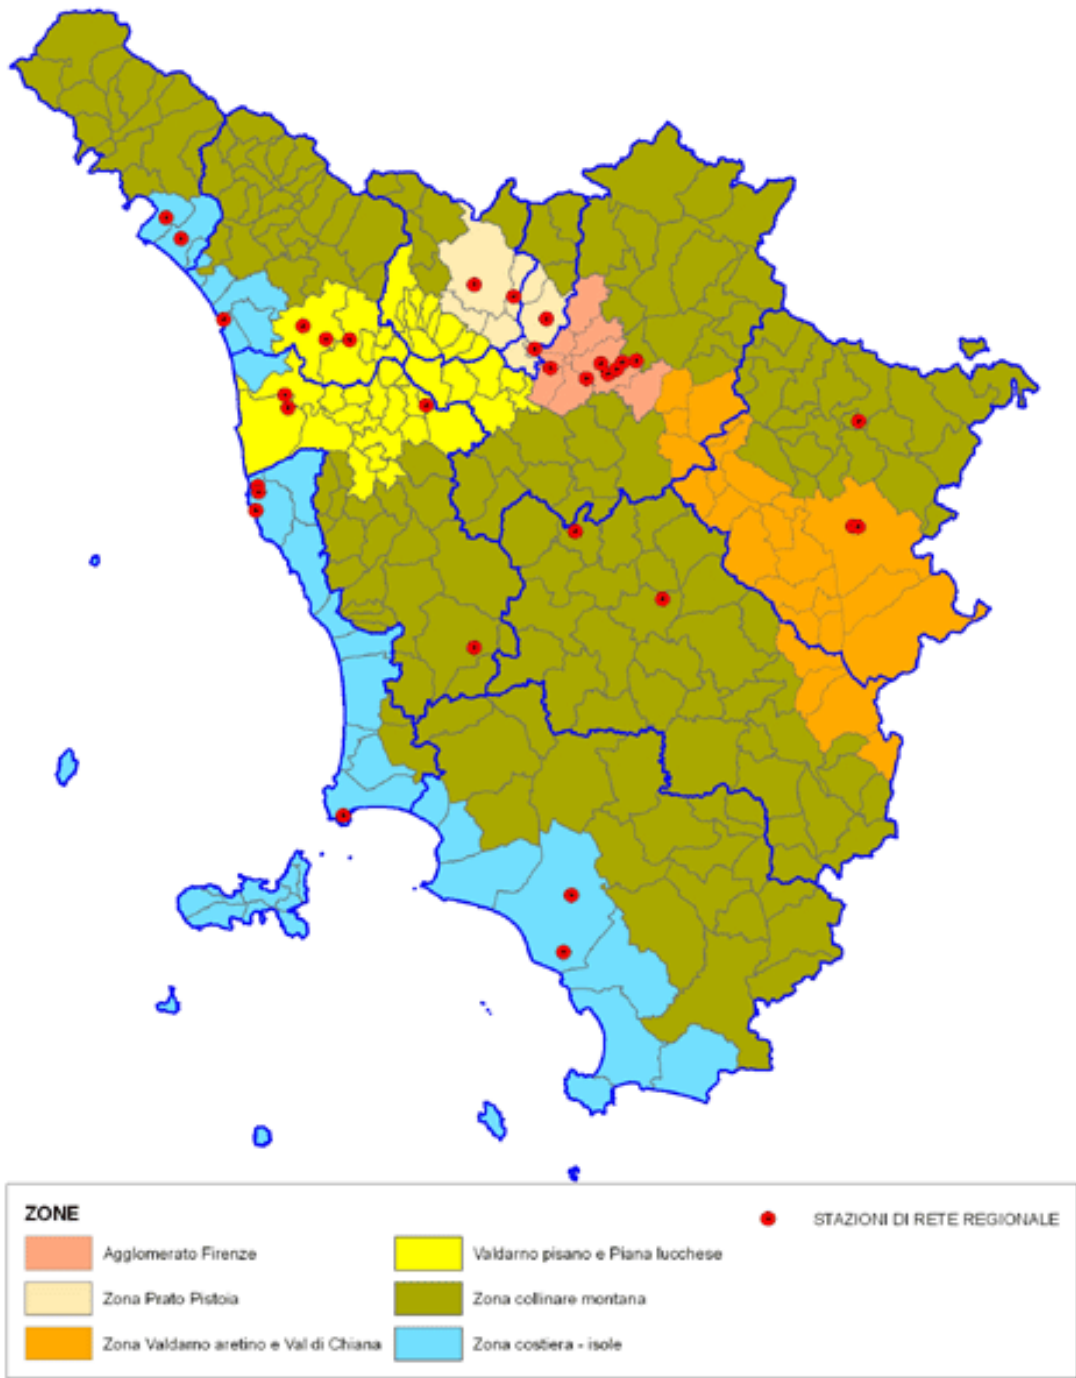 ZONE
STAZIONI DI RETE REGIONALE
Agglomerato Firenze
Valdarno pisano e Piana lucchese
Zona Prato Pistoia
Zona collinare montana
Zona Valdarno aretino e Val di Chiana
Zona costiera - isole